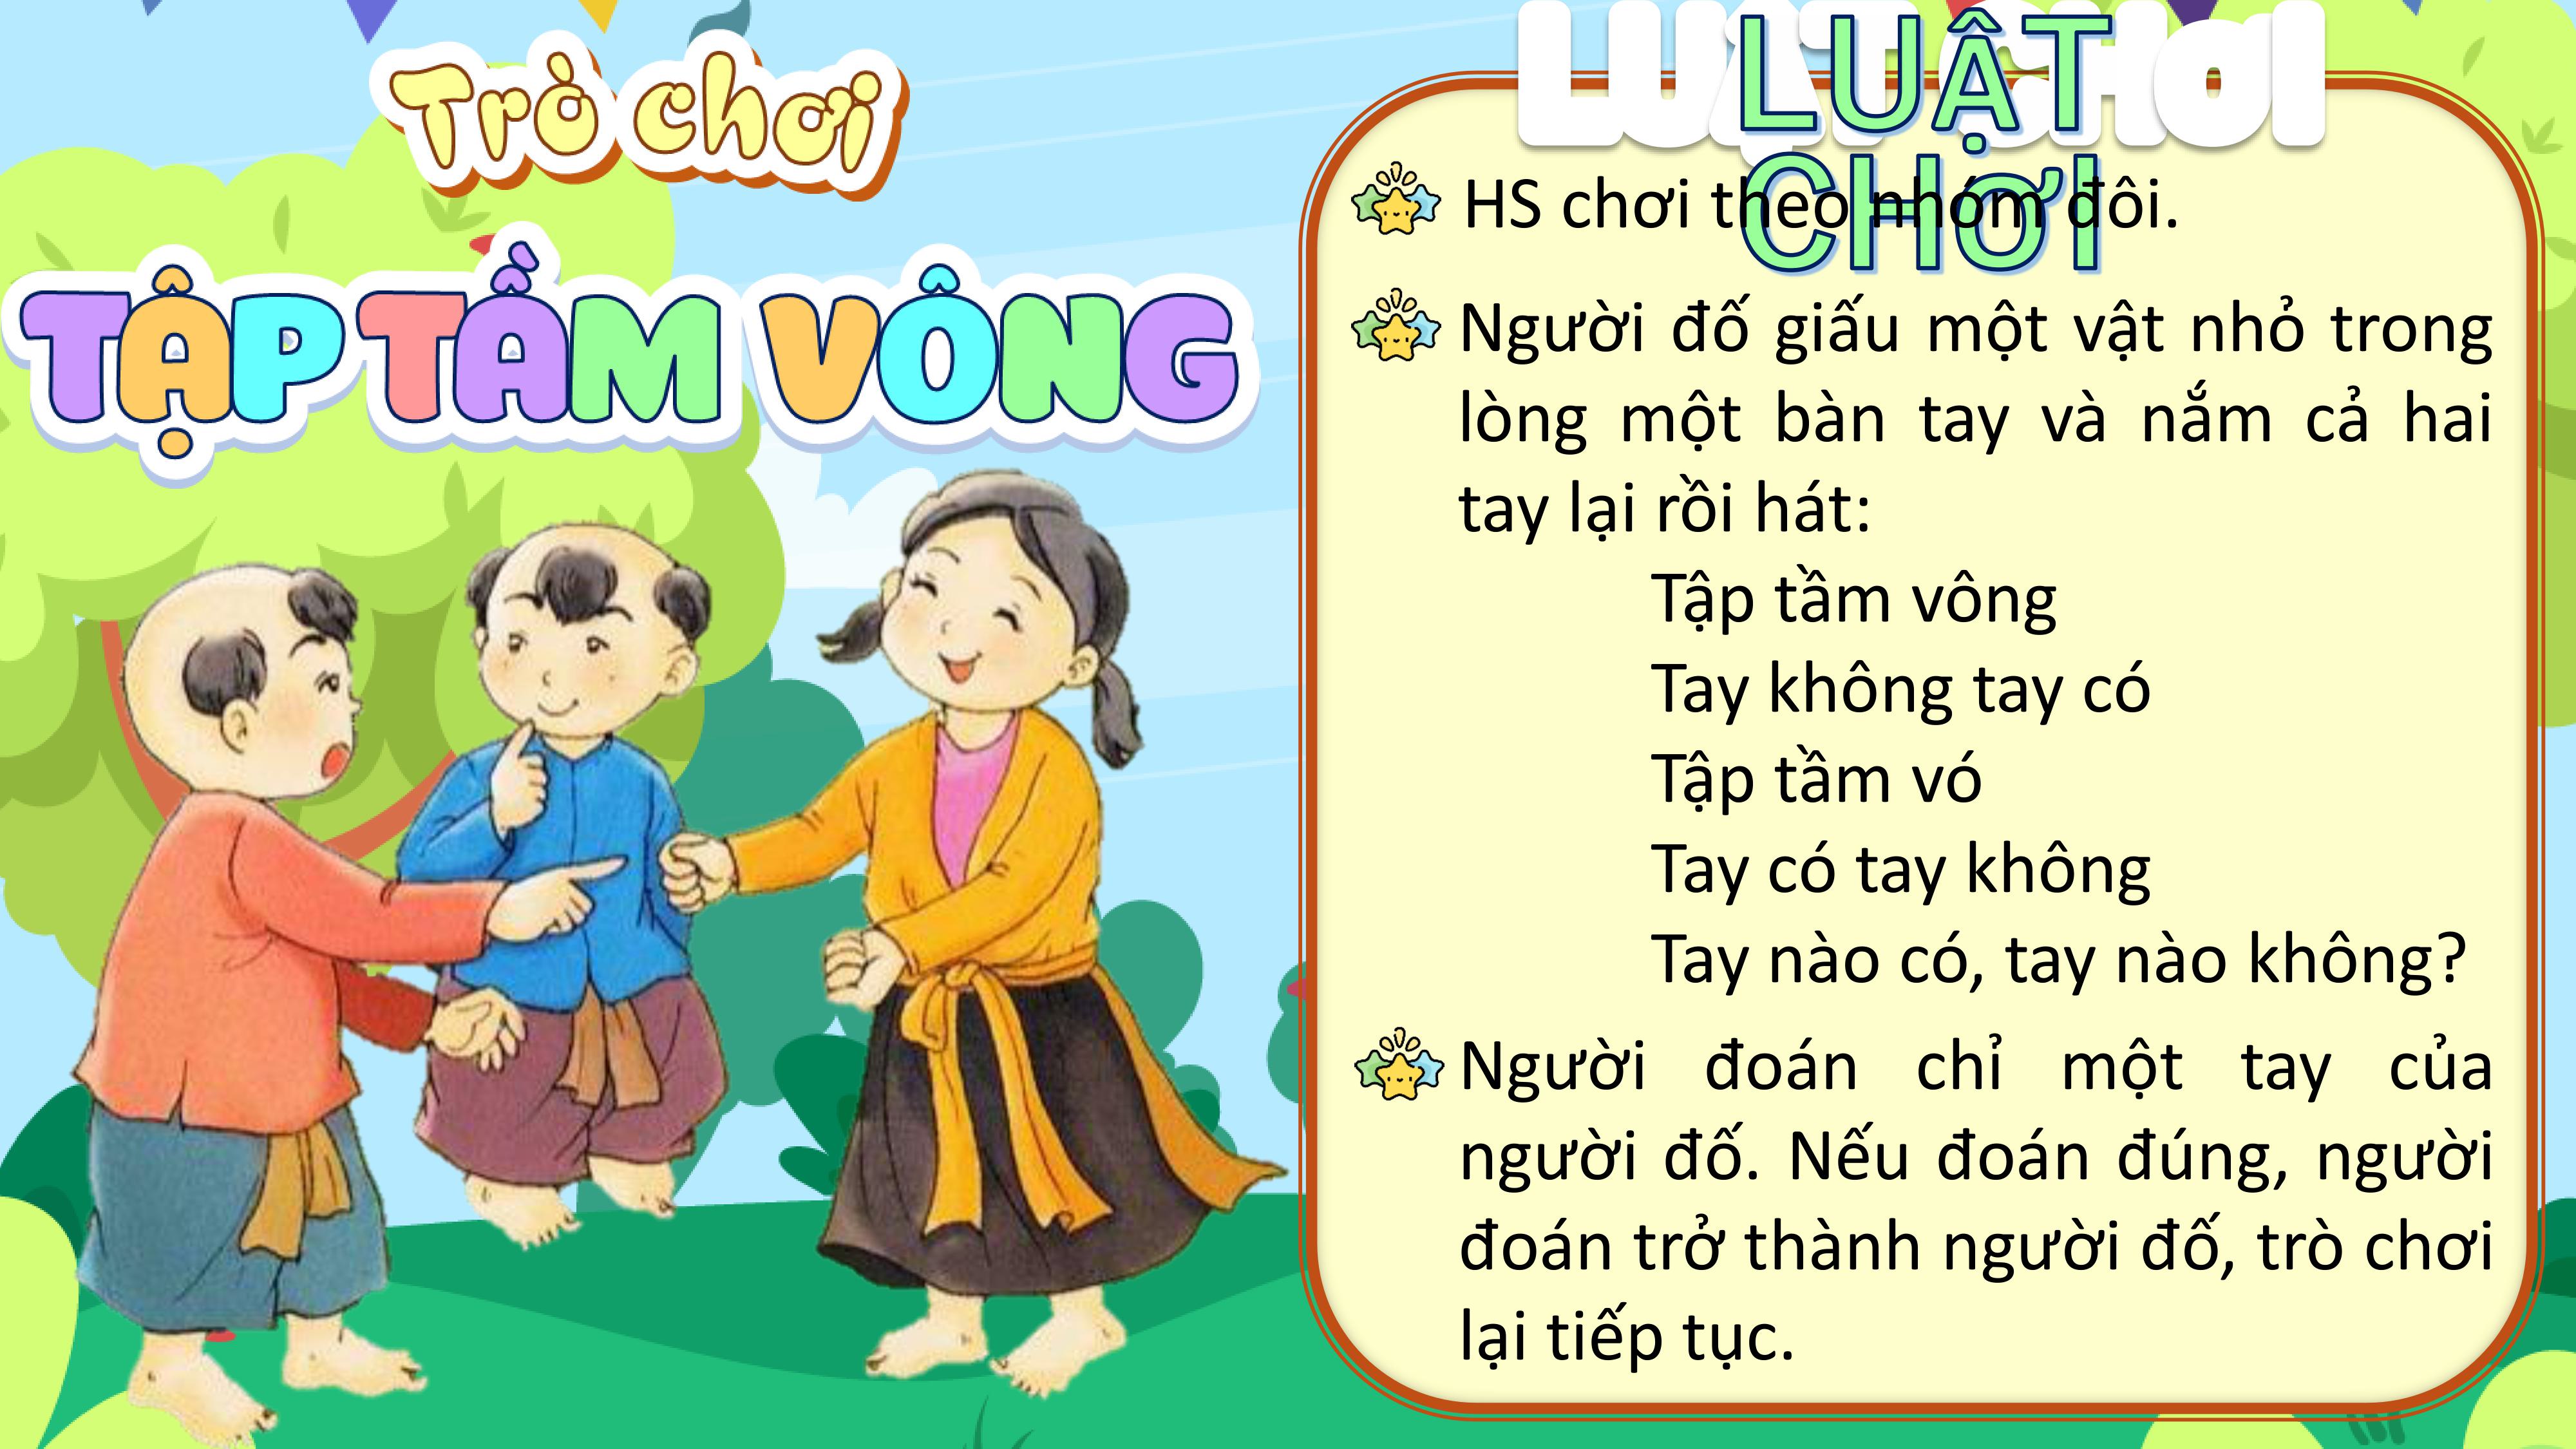 Trò chơi
TẬP TẦM VÔNG
LUẬT CHƠI
LUẬT
CHƠI
HS chơi theo nhóm đôi.
Người đố giấu một vật nhỏ trong
lòng một bàn tay và nắm cả hai
tay lại rồi hát:
Tập tầm vông
Tay không tay có
Tập tầm vó
Tay có tay không
Tay nào có, tay nào không?
Người đoán chỉ một tay của
người đố. Nếu đoán đúng, người
đoán trở thành người đố, trò chơi
lại tiếp tục.